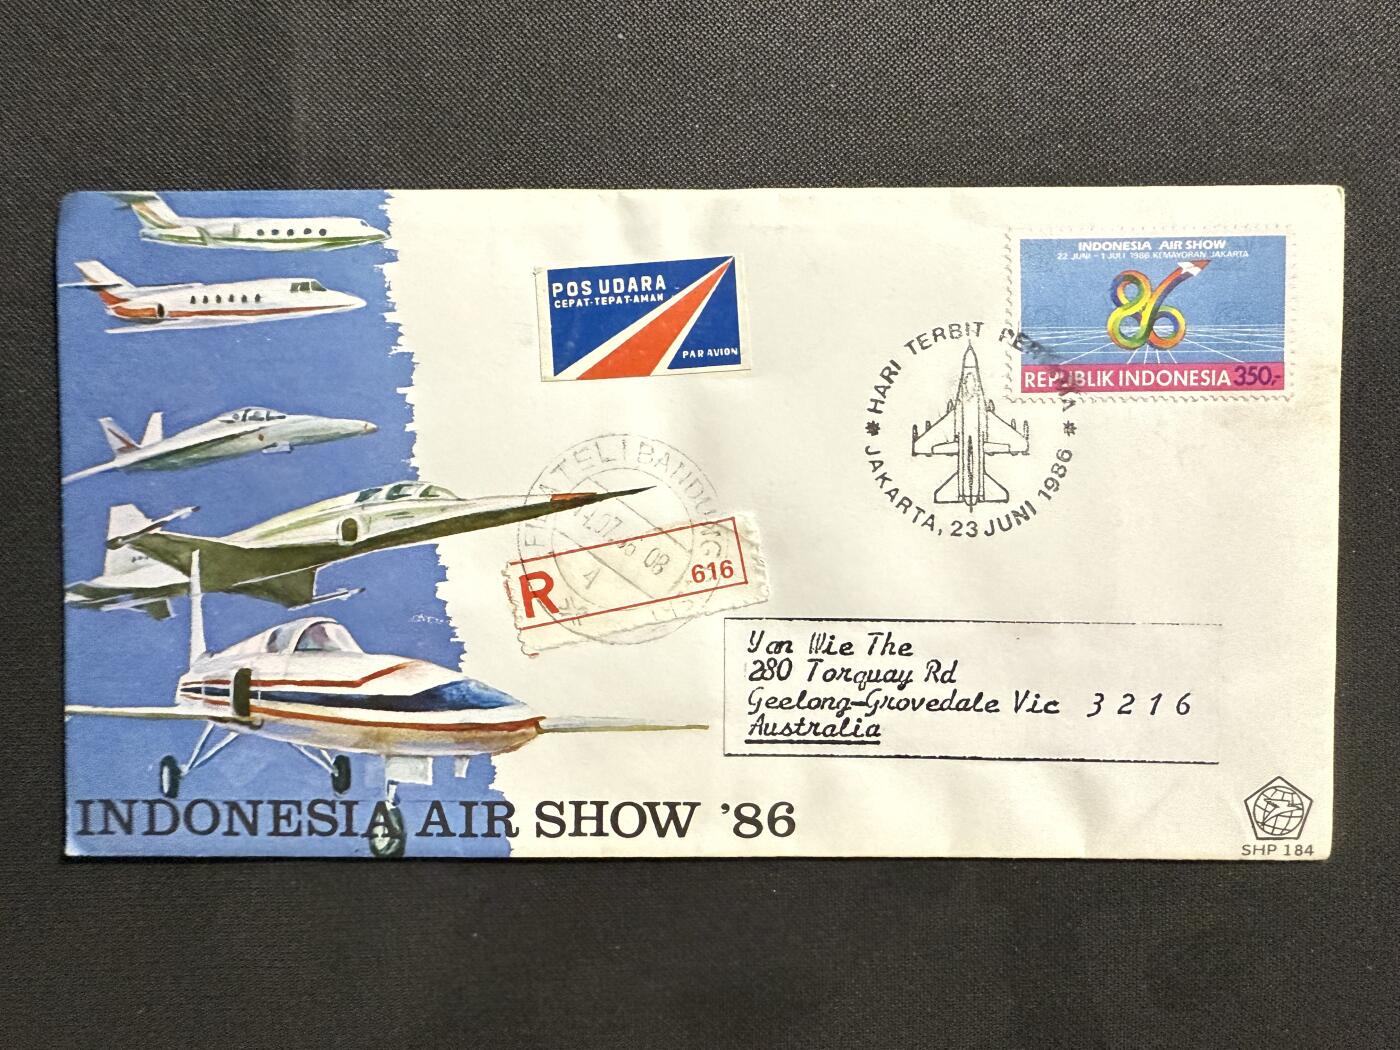 INDONESIA AIR SHOW
22 JUNI - 1 JULI 1986 KEMAYORAN JAKARTA
86
REPUBLIK INDONESIA 350,-
POS UDARA
CEPAT-TEPAT-AMAN
PAR AVION
HARI TERBIT PERTAMA
JAKARTA, 23 JUNI 1986
FILATELI BANDUNG
R
616
Yan Wie The
280 Torquay Rd
Geelong-Grovedale Vic 3216
Australia
INDONESIA AIR SHOW '86
SHP 184